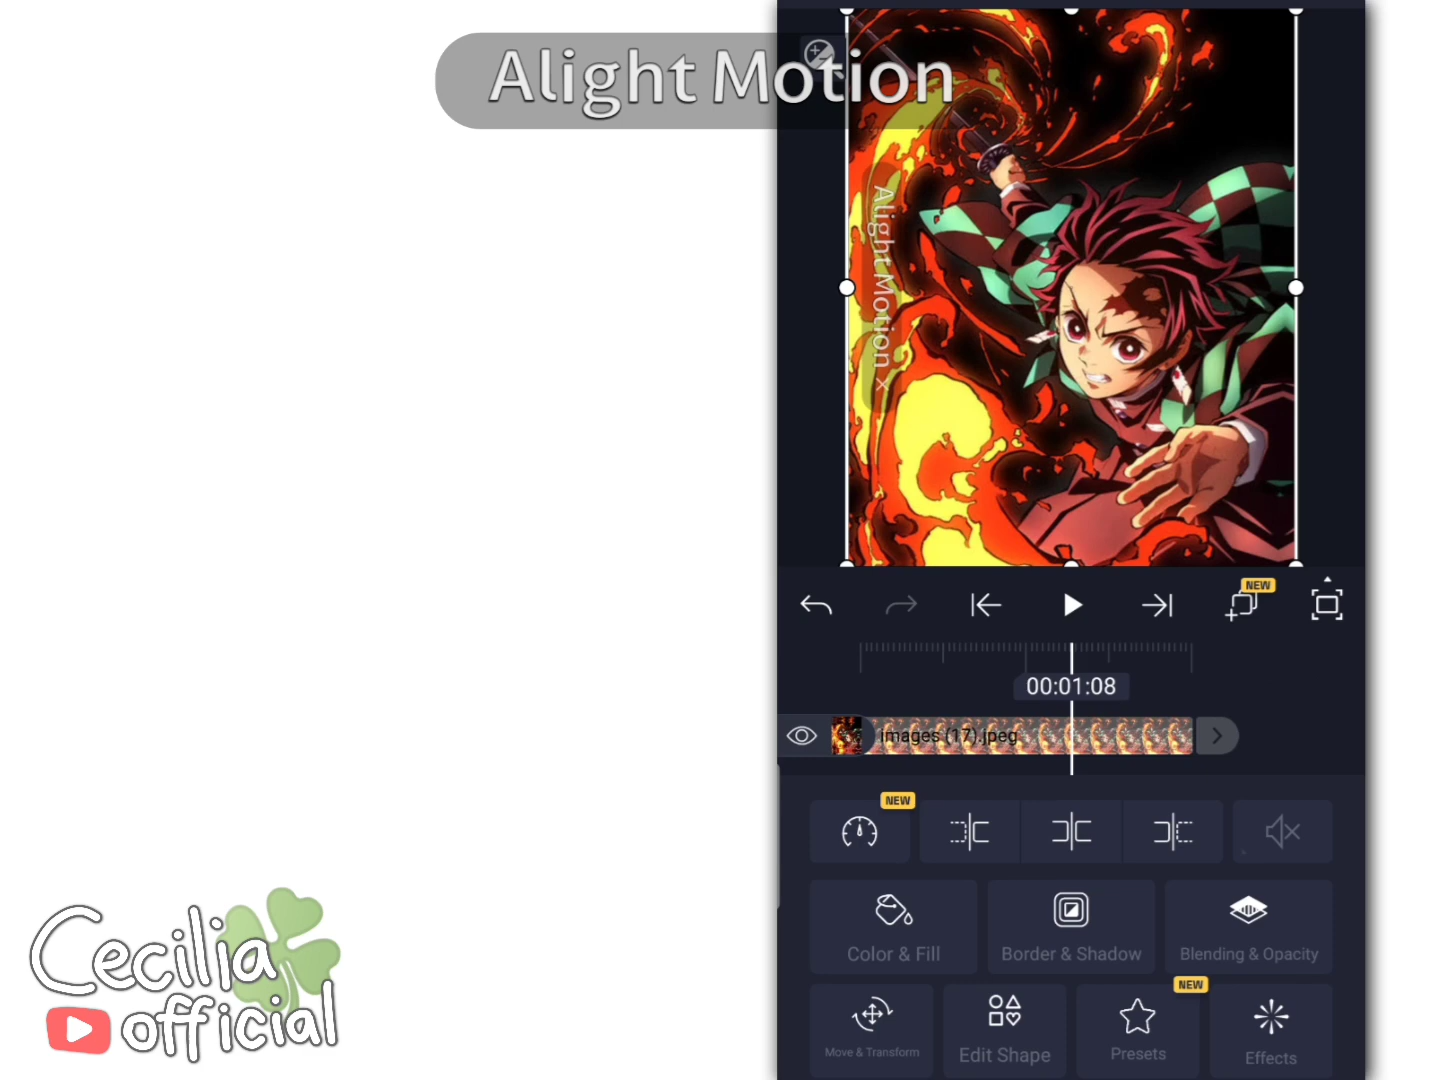 Alight Motion
Alight Motion ×
NEW
00:01:08
images (17).jpeg
NEW
Color & Fill
Border & Shadow
Blending & Opacity
NEW
Move & Transform
Edit Shape
Presets
Effects
Cecilia
official